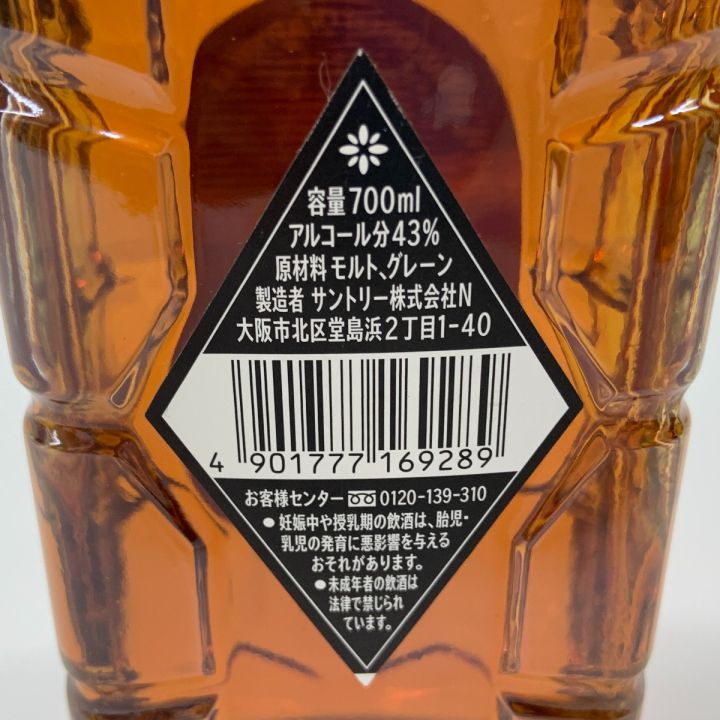 容量700ml
アルコール分43%
原材料 モルト、グレーン
製造者 サントリー株式会社N
大阪市北区堂島浜2丁目1-40
4 901777 169289
お客様センター 0120-139-310
●妊娠中や授乳期の飲酒は、胎児・
乳児の発育に悪影響を与える
おそれがあります。
●未成年者の飲酒は
法律で禁じられ
ています。